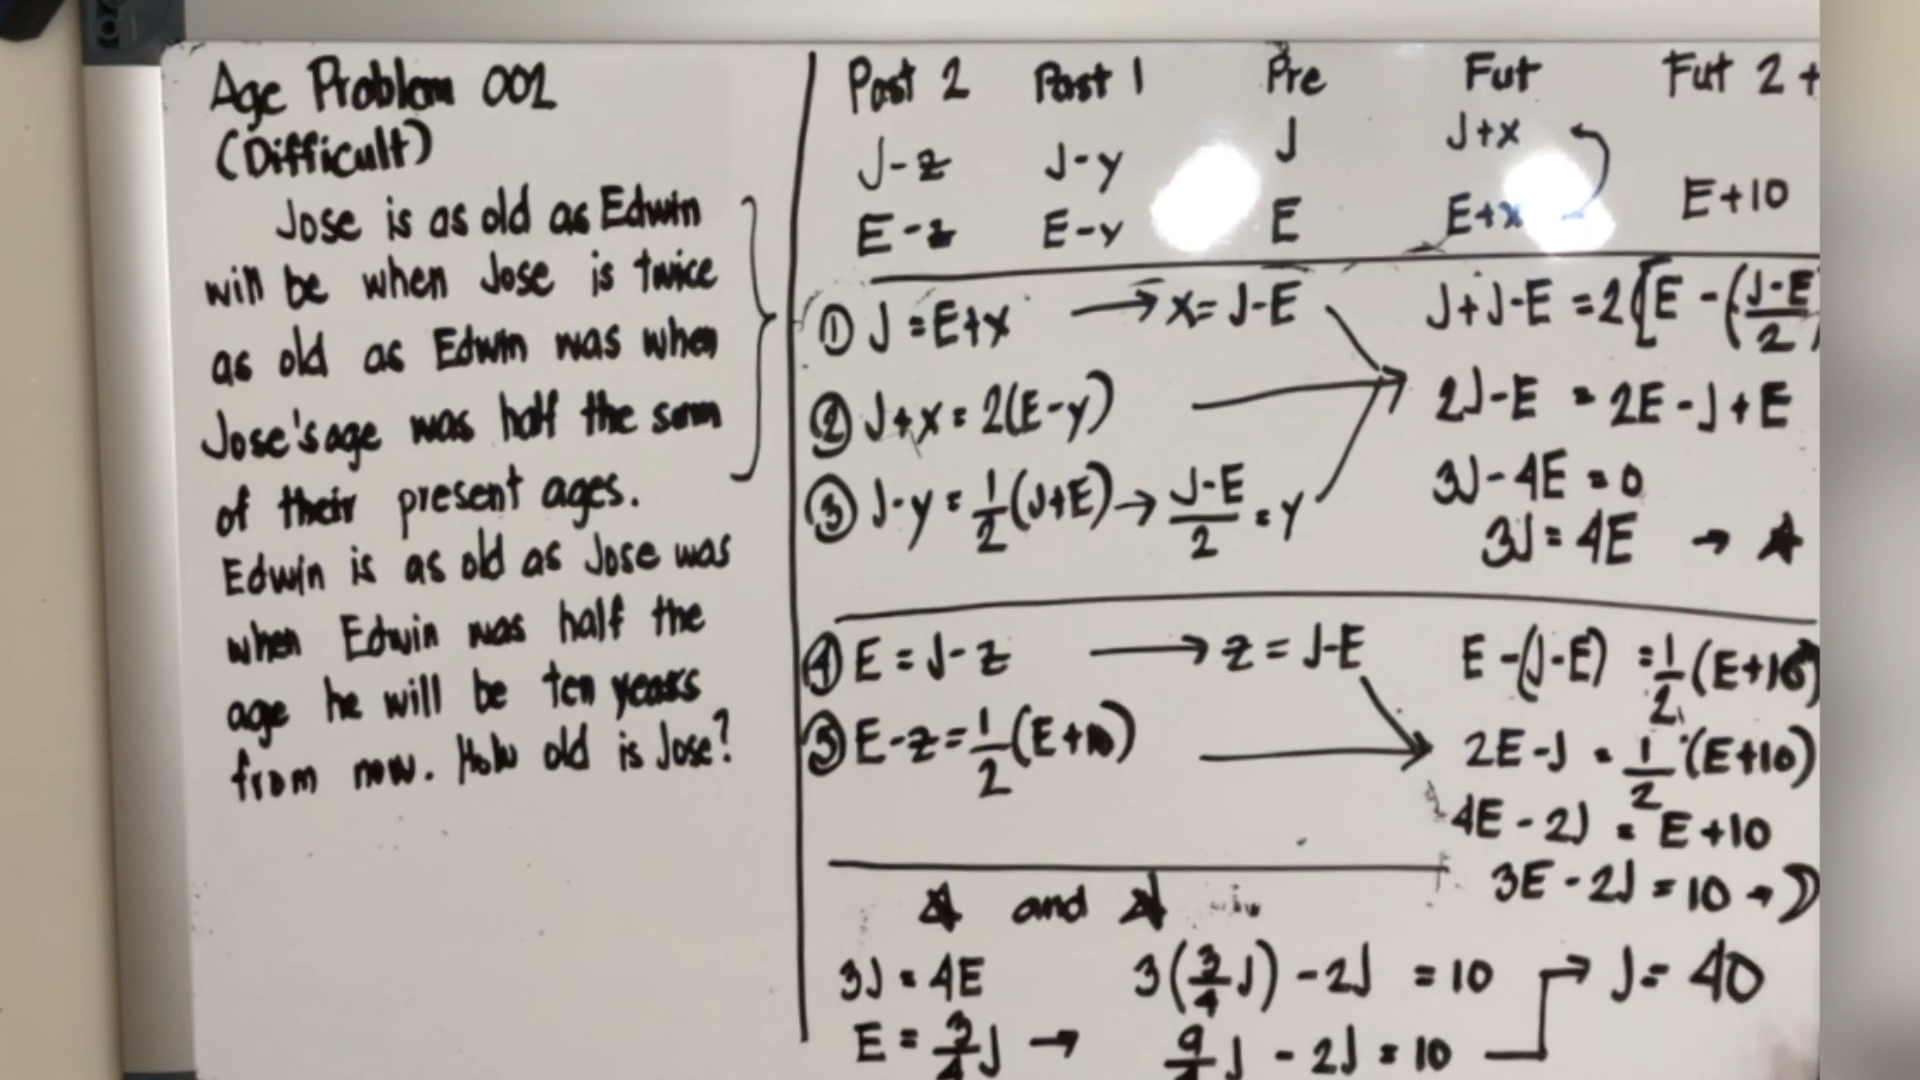 Age Problem 002
(Difficult)
Jose is as old as Edwin
will be when Jose is twice
as old as Edwin was when
Jose's age was half the sum
of their present ages.
Edwin is as old as Jose was
when Edwin was half the
age he will be ten years
from now. How old is Jose?
Past 2 Past 1 Pre Fut Fut 2 +
J-z J-y J J+x
E-z E-y E E+x E+10
① J = E+x → x = J-E
② J+x = 2(E-y)
③ J-y = 1/2 (J+E) → J-E/2 = y
J+J-E = 2[E-(J-E/2)
2J-E = 2E-J+E
3J-4E = 0
3J = 4E → ★
④ E = J-z → z = J-E
⑤ E-z = 1/2 (E+10)
E-(J-E) = 1/2 (E+10)
2E-J = 1/2 (E+10)
4E-2J = E+10
3E-2J = 10 →
★ and ★
3J = 4E 3(3/4 J) - 2J = 10 → J = 40
E = 3/4 J → 9/4 J - 2J = 10